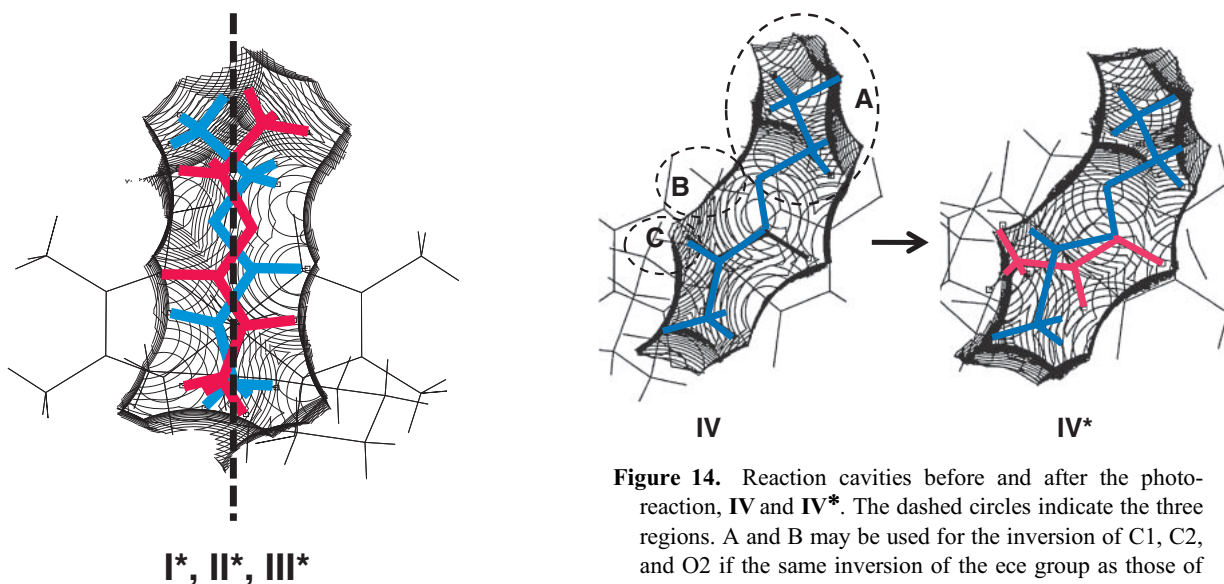 I*, II*, III*
A
B
C
IV
IV*
Figure 14. Reaction cavities before and after the photo-
reaction, IV and IV*. The dashed circles indicate the three
regions. A and B may be used for the inversion of C1, C2,
and O2 if the same inversion of the ece group as those of